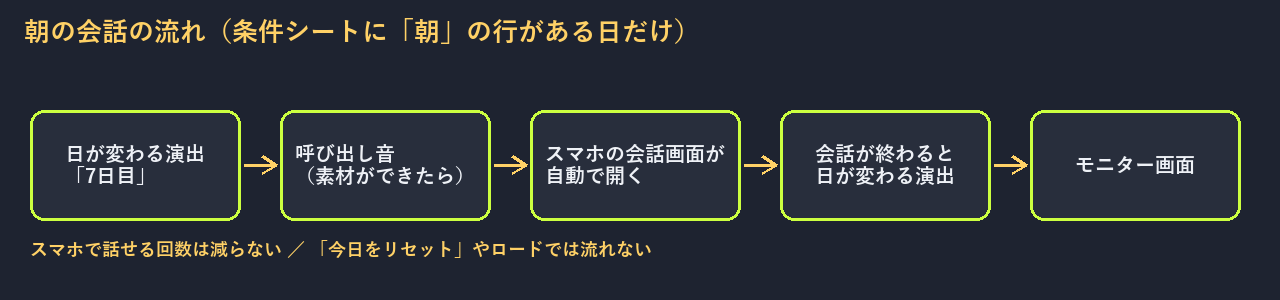 朝の会話の流れ（条件シートに「朝」の行がある日だけ）
日が変わる演出
「7日目」
呼び出し音
（素材ができたら）
スマホの会話画面が
自動で開く
会話が終わると
日が変わる演出
モニター画面
スマホで話せる回数は減らない ／ 「今日をリセット」やロードでは流れない